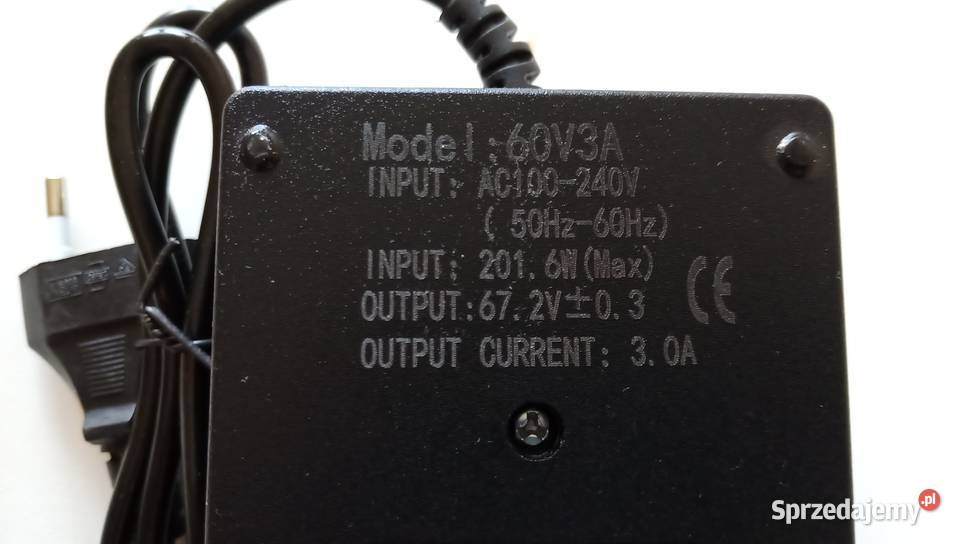 Model:60V3A
INPUT: AC100-240V
( 50Hz-60Hz)
INPUT: 201.6W(Max)
OUTPUT:67.2V±0.3
OUTPUT CURRENT: 3.0A
CE
Sprzedajemy.pl